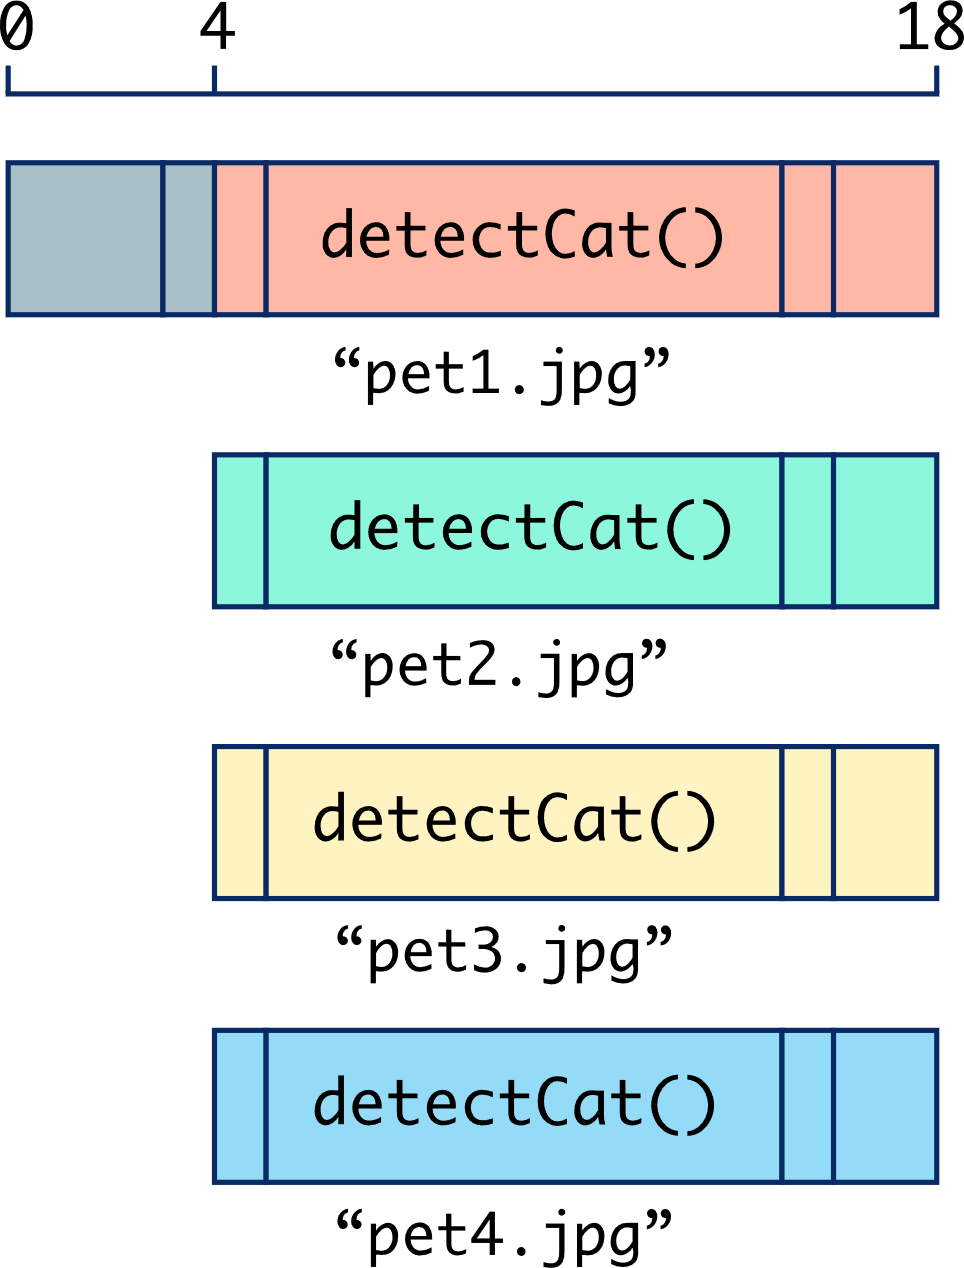 0 4 18
detectCat()
“pet1.jpg”
detectCat()
“pet2.jpg”
detectCat()
“pet3.jpg”
detectCat()
“pet4.jpg”